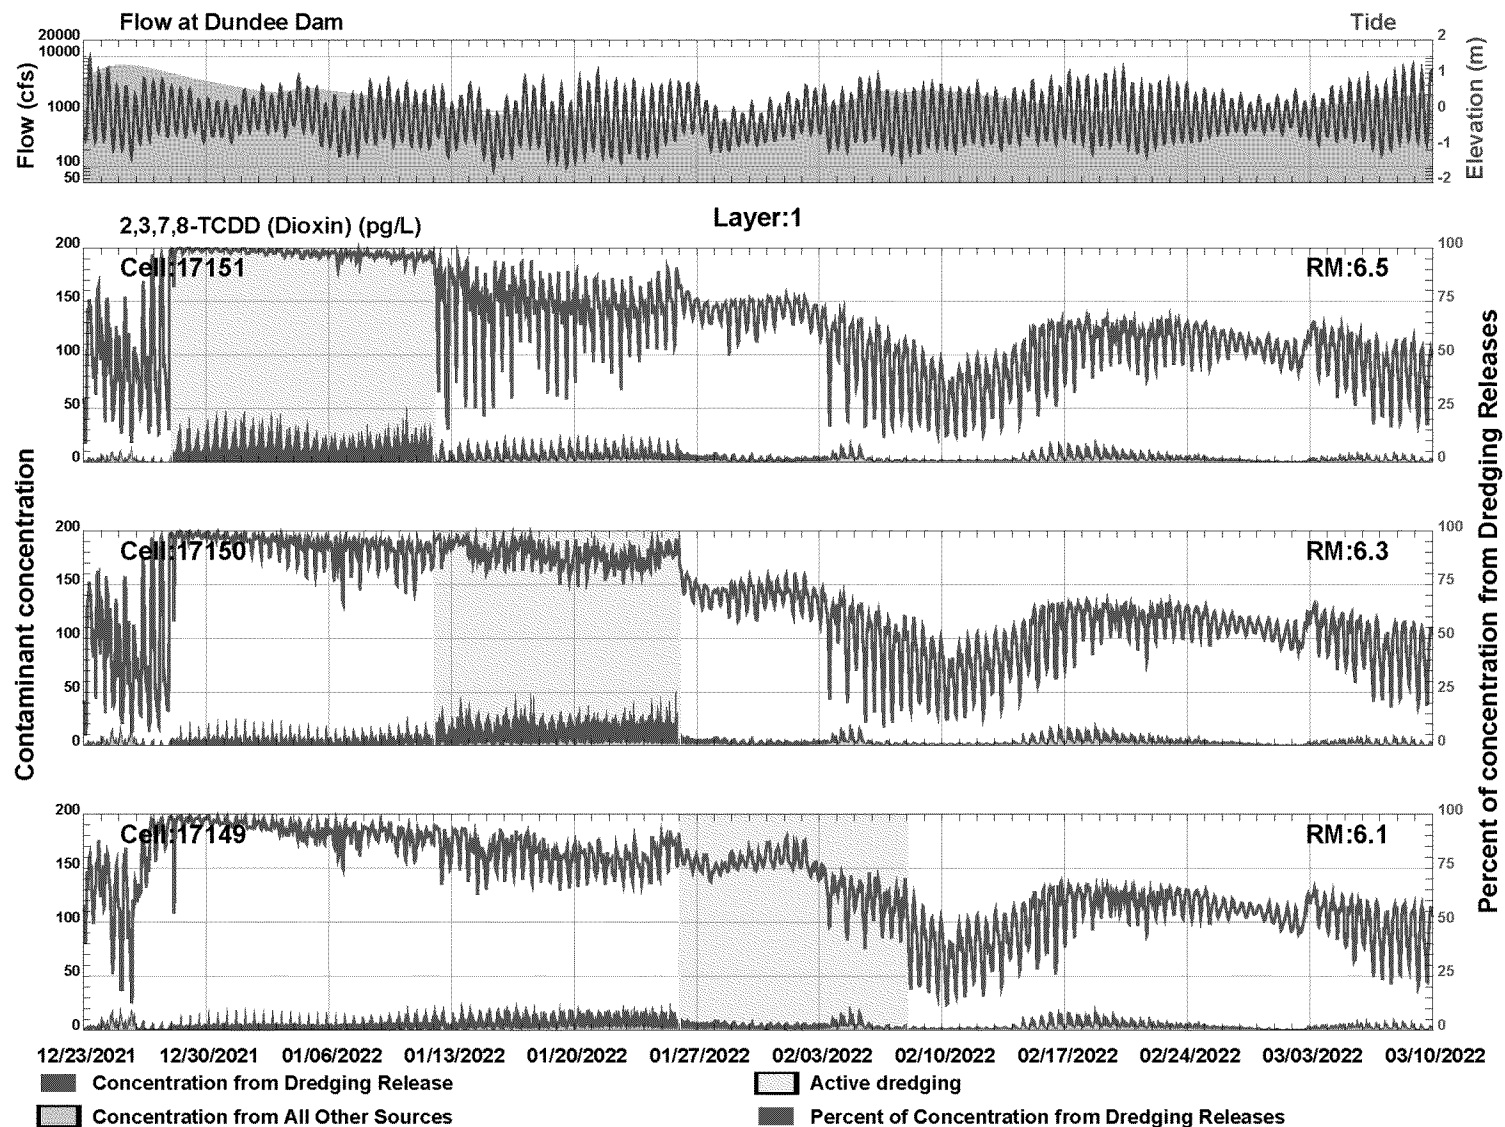 Flow at Dundee Dam
Tide
20000
10000
1000
100
50
Flow (cfs)
2
1
0
-1
-2
Elevation (m)
2,3,7,8-TCDD (Dioxin) (pg/L)
Layer:1
Cell:17151
RM:6.5
200
150
100
50
0
100
75
50
25
0
Cell:17150
RM:6.3
200
150
100
50
0
100
75
50
25
0
Cell:17149
RM:6.1
200
150
100
50
0
100
75
50
25
0
Contaminant concentration
Percent of concentration from Dredging Releases
12/23/2021 12/30/2021 01/06/2022 01/13/2022 01/20/2022 01/27/2022 02/03/2022 02/10/2022 02/17/2022 02/24/2022 03/03/2022 03/10/2022
Concentration from Dredging Release
Active dredging
Concentration from All Other Sources
Percent of Concentration from Dredging Releases